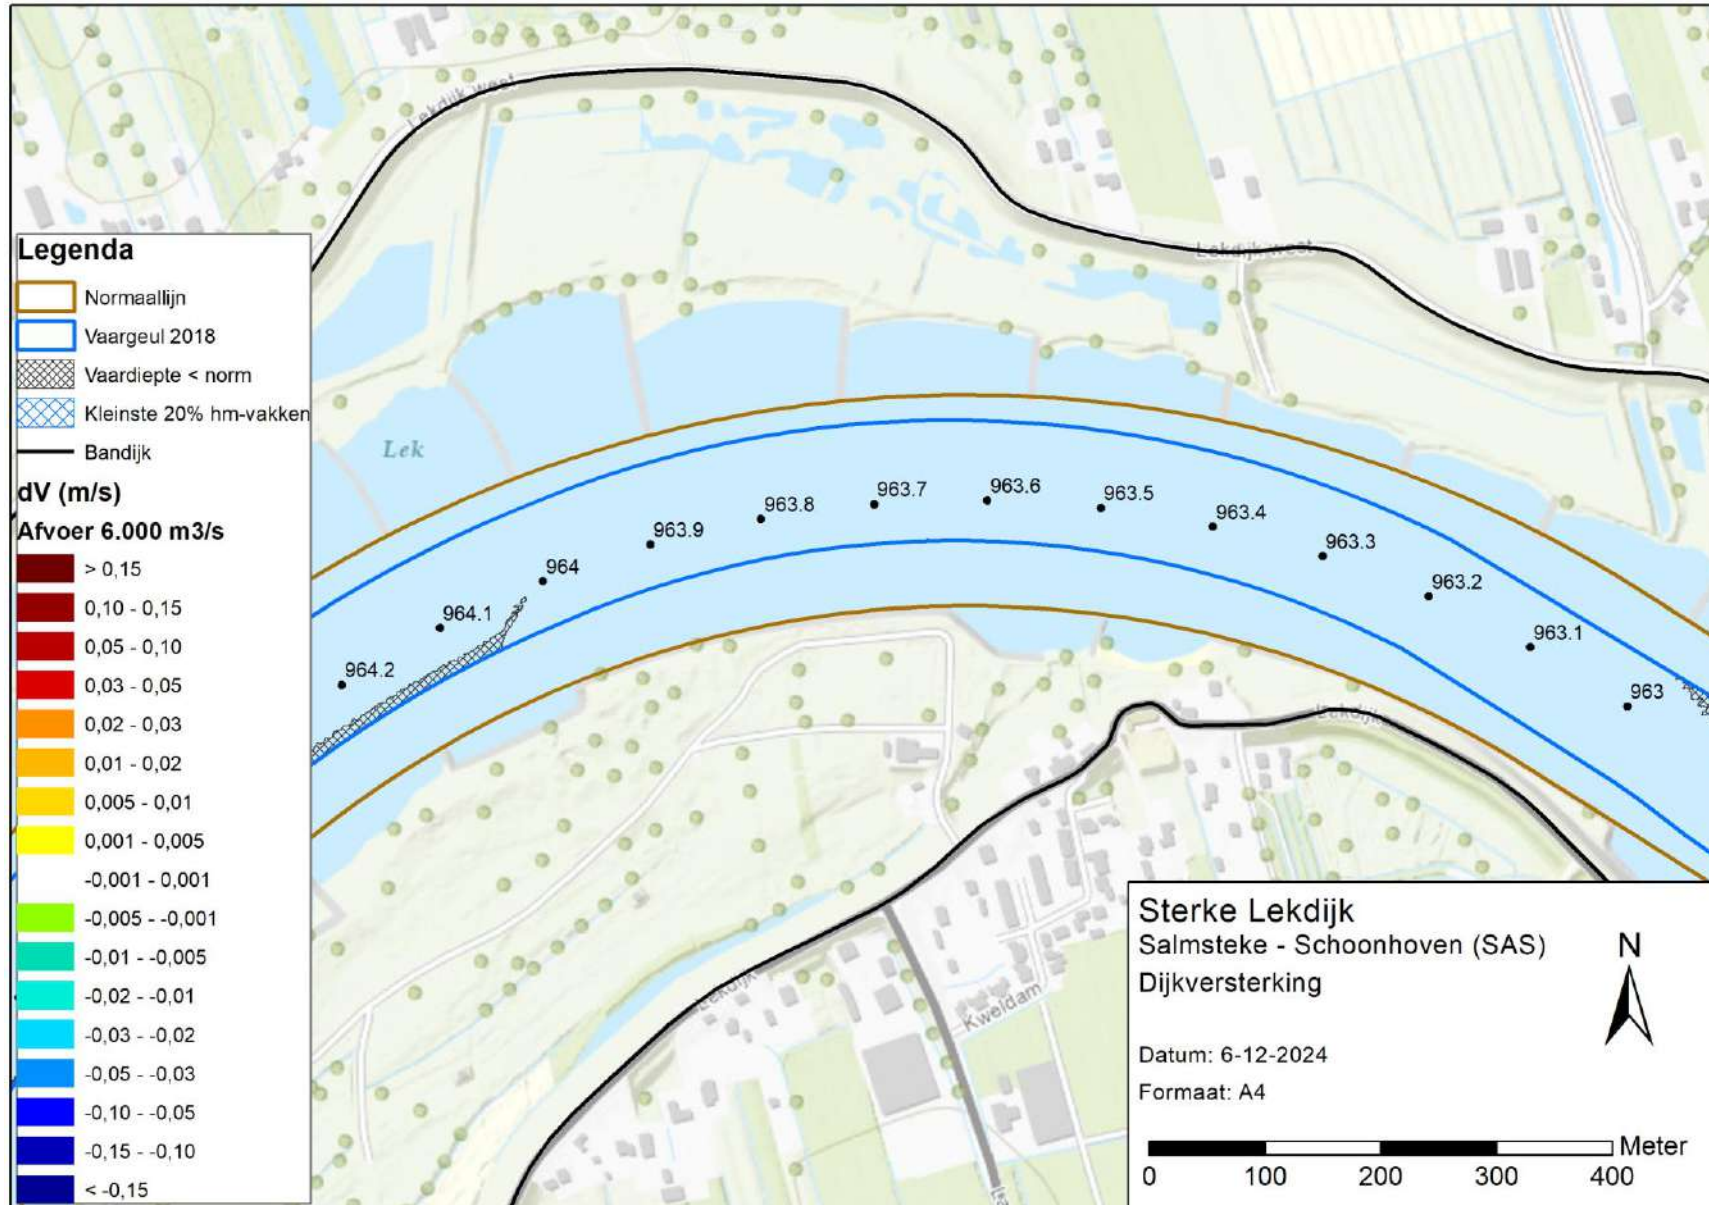 Lekdijk west
Lekdijk west
Legenda
Normaallijn
Vaargeul 2018
Vaardiepte < norm
Kleinste 20% hm-vakken
Bandijk
dV (m/s)
Afvoer 6.000 m3/s
> 0,15
0,10 - 0,15
0,05 - 0,10
0,03 - 0,05
0,02 - 0,03
0,01 - 0,02
0,005 - 0,01
0,001 - 0,005
-0,001 - 0,001
-0,005 - -0,001
-0,01 - -0,005
-0,02 - -0,01
-0,03 - -0,02
-0,05 - -0,03
-0,10 - -0,05
-0,15 - -0,10
< -0,15
Lek
964.2
964.1
964
963.9
963.8
963.7
963.6
963.5
963.4
963.3
963.2
963.1
963
Lekdijk
Lekdijk
Kweldam
Sterke Lekdijk
Salmsteke - Schoonhoven (SAS)
Dijkversterking
N
Datum: 6-12-2024
Formaat: A4
Meter
0 100 200 300 400